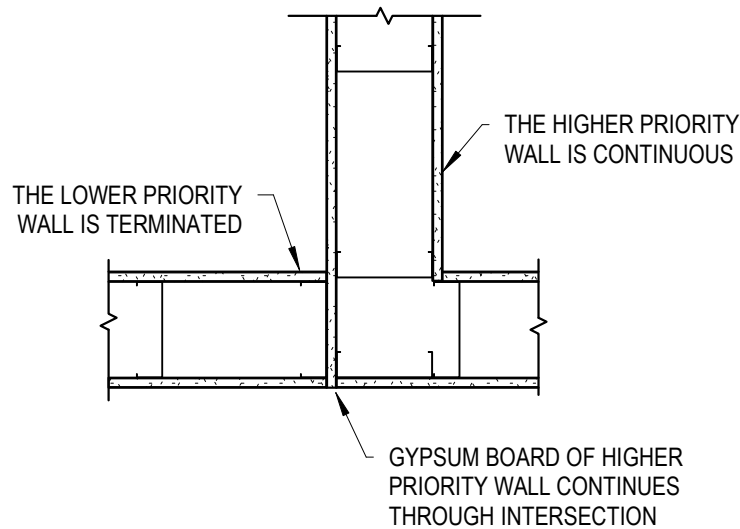 THE HIGHER PRIORITY
WALL IS CONTINUOUS
THE LOWER PRIORITY
WALL IS TERMINATED
GYPSUM BOARD OF HIGHER
PRIORITY WALL CONTINUES
THROUGH INTERSECTION